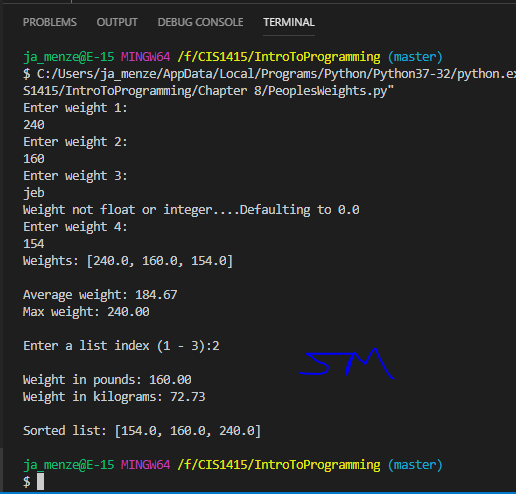 PROBLEMS OUTPUT DEBUG CONSOLE TERMINAL
ja_menze@E-15 MINGW64 /f/CIS1415/IntroToProgramming (master)
$ C:/Users/ja_menze/AppData/Local/Programs/Python/Python37-32/python.ex
S1415/IntroToProgramming/Chapter 8/PeoplesWeights.py"
Enter weight 1:
240
Enter weight 2:
160
Enter weight 3:
jeb
Weight not float or integer....Defaulting to 0.0
Enter weight 4:
154
Weights: [240.0, 160.0, 154.0]
Average weight: 184.67
Max weight: 240.00
Enter a list index (1 - 3):2
JTM
Weight in pounds: 160.00
Weight in kilograms: 72.73
Sorted list: [154.0, 160.0, 240.0]
ja_menze@E-15 MINGW64 /f/CIS1415/IntroToProgramming (master)
$